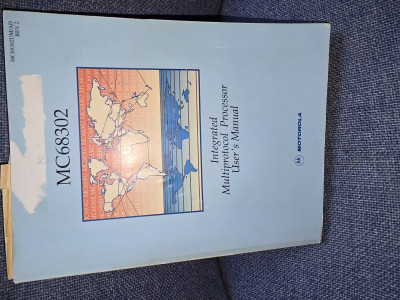 MC68302UM/AD
REV 2
MC68302
Integrated
Multiprotocol Processor
User's Manual
MOTOROLA